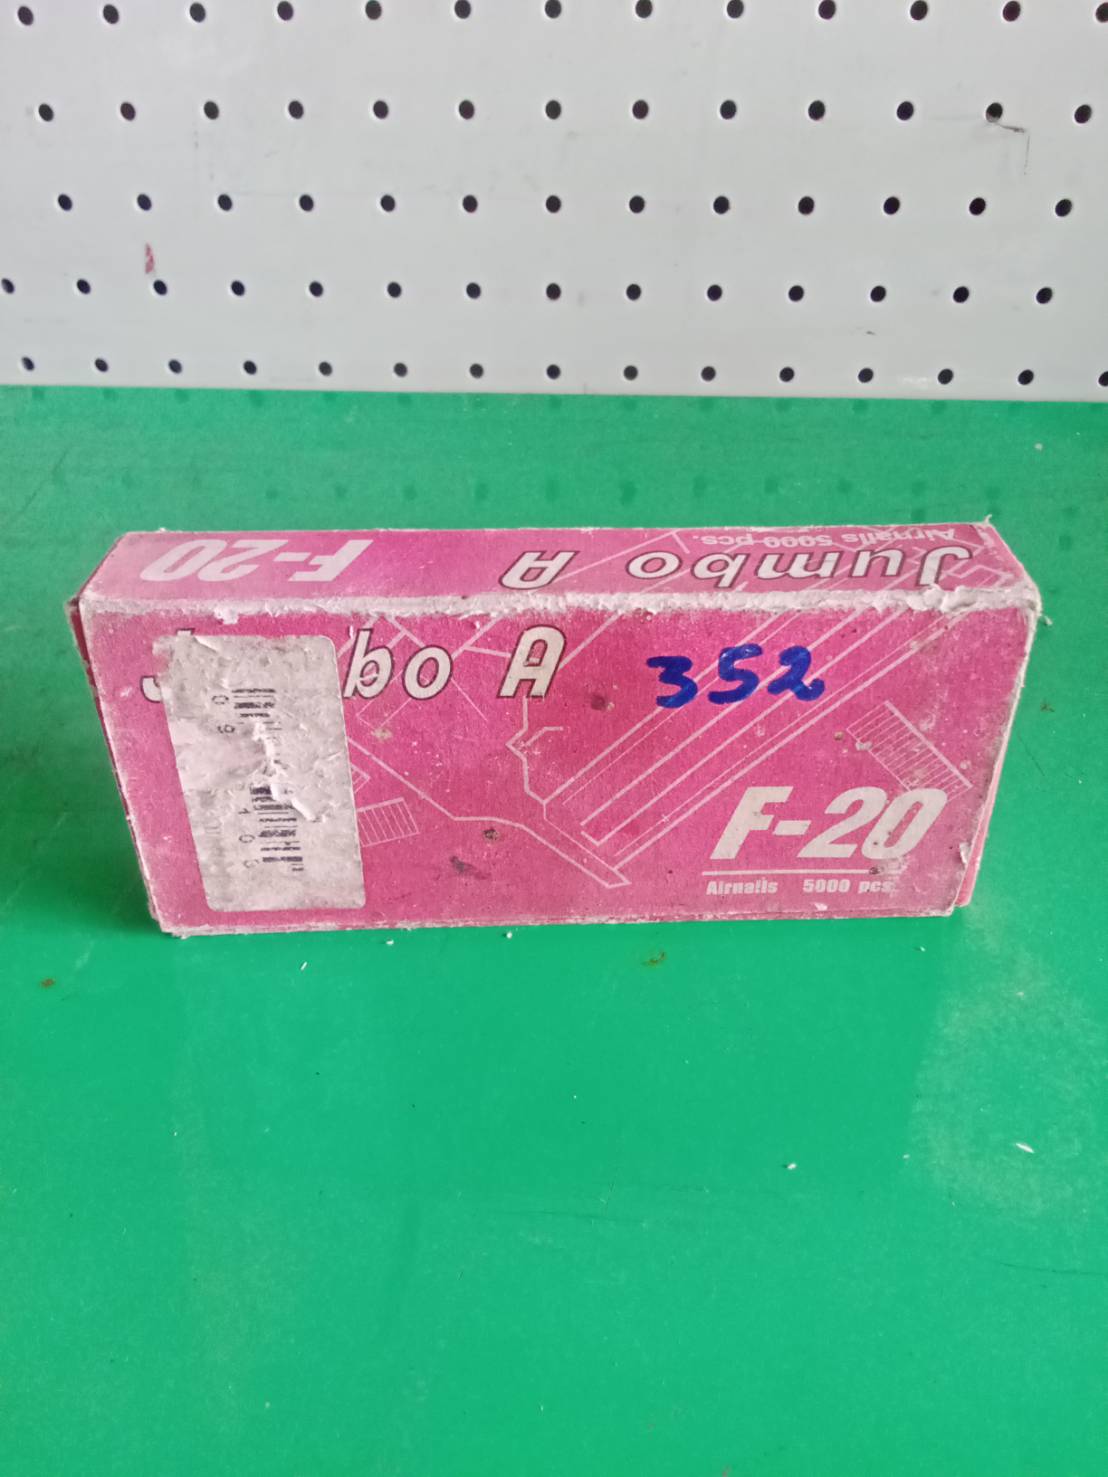 Airnails 5000 pcs.
Jumbo A F-20
bo A
352
F-20
Airnails 5000 pcs.